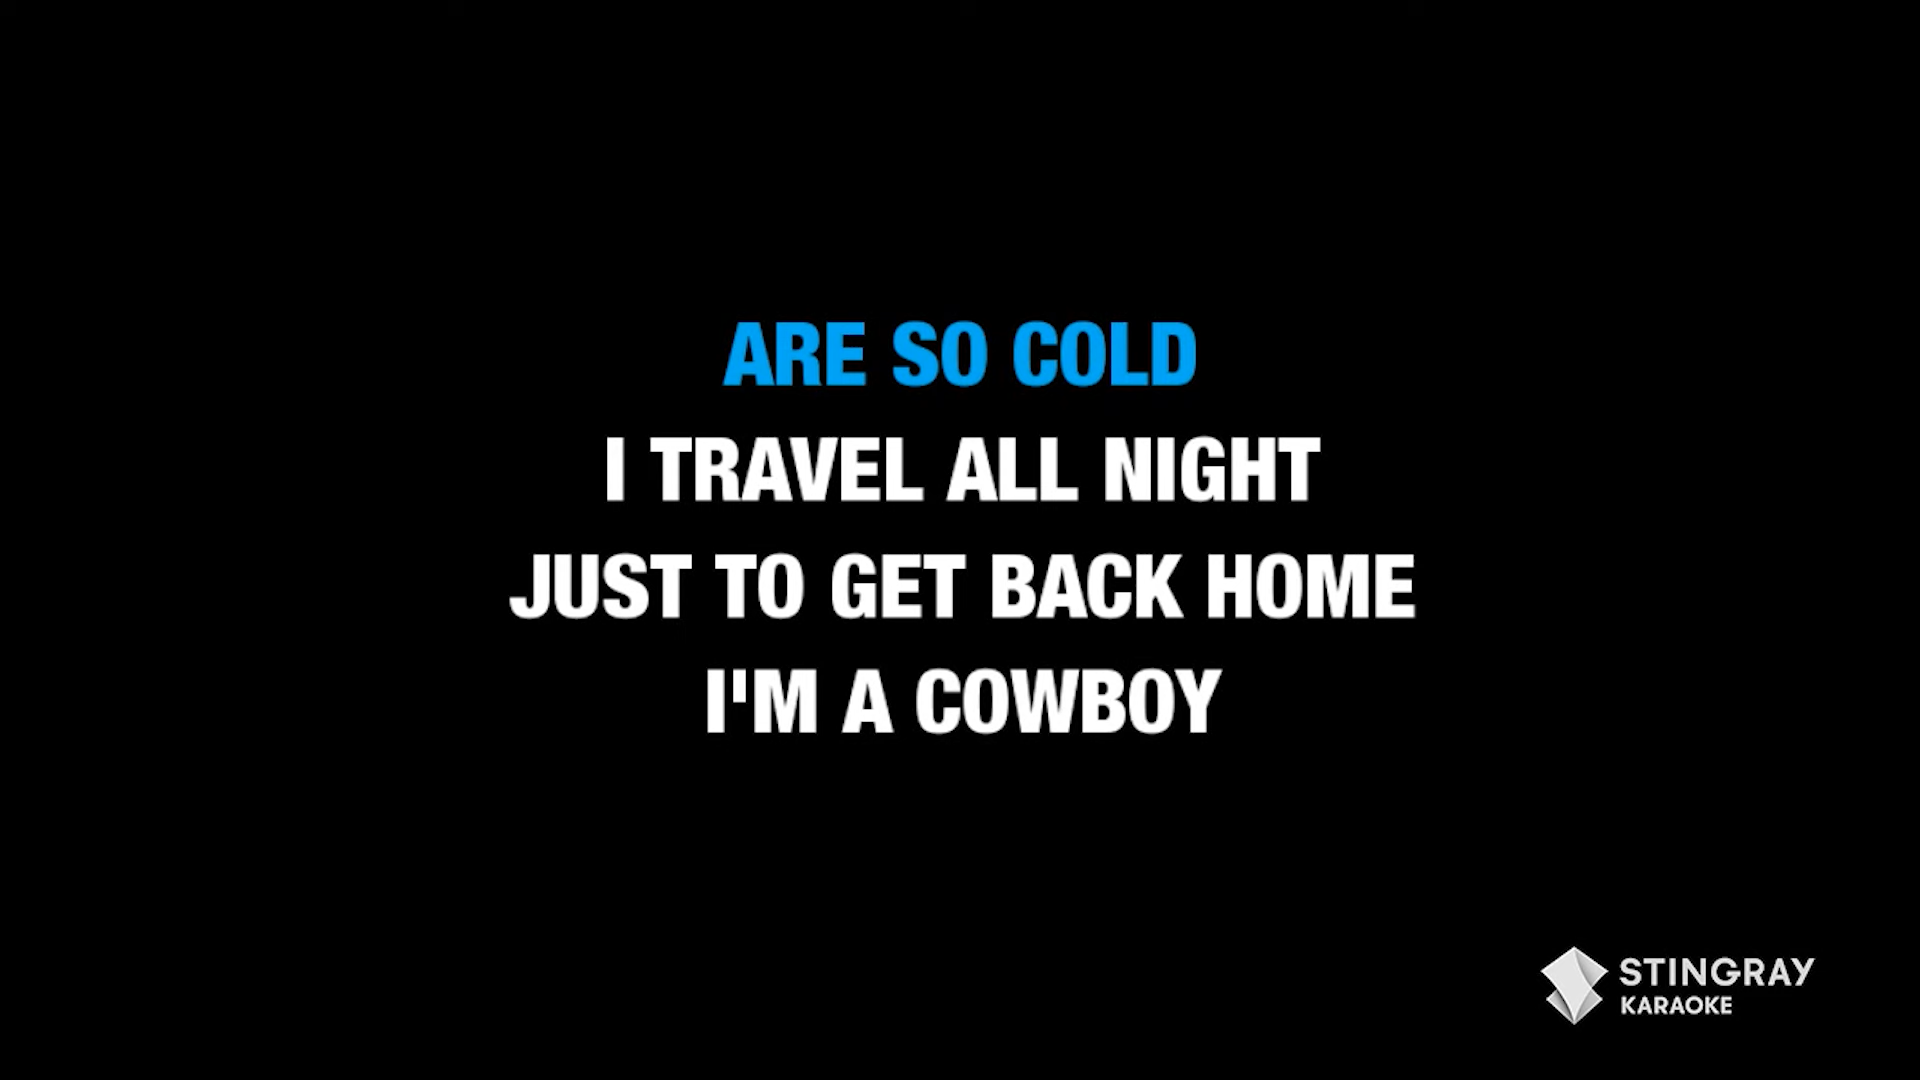 ARE SO COLD
I TRAVEL ALL NIGHT
JUST TO GET BACK HOME
I'M A COWBOY
STINGRAY
KARAOKE